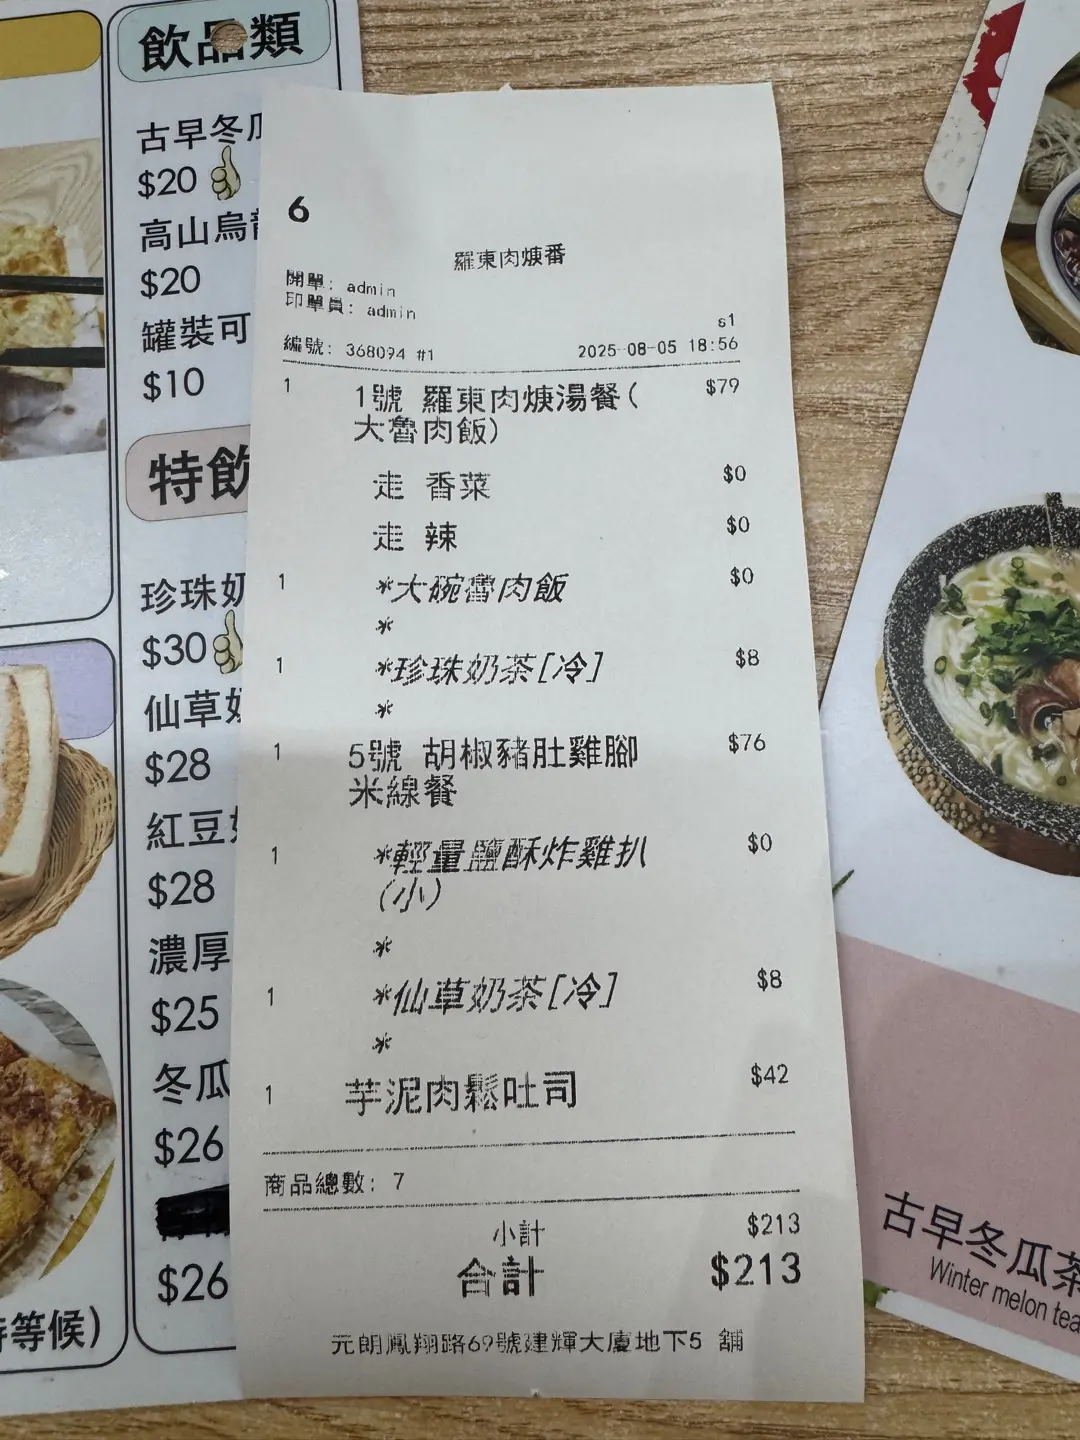 飲品類
古早冬瓜
$20
高山烏龍
$20
罐裝可
$10
特飲
珍珠奶
$30
仙草奶
$28
紅豆
$28
濃厚
$25
冬瓜
$26
$26
等候)
6
羅東肉焿番
開單: admin
印單員: admin
s1
編號: 368094 #1 2025-08-05 18:56
1 1號 羅東肉焿湯餐( $79
大魯肉飯)
走 香菜 $0
走 辣 $0
1 *大碗魯肉飯 $0
*
1 *珍珠奶茶[冷] $8
*
1 5號 胡椒豬肚雞腳 $76
米線餐
1 *輕量鹽酥炸雞扒 $0
(小)
*
1 *仙草奶茶[冷] $8
*
1 芋泥肉鬆吐司 $42
商品總數: 7
小計 $213
合計 $213
元朗鳳翔路69號建輝大廈地下5 舖
古早冬瓜茶
Winter melon tea